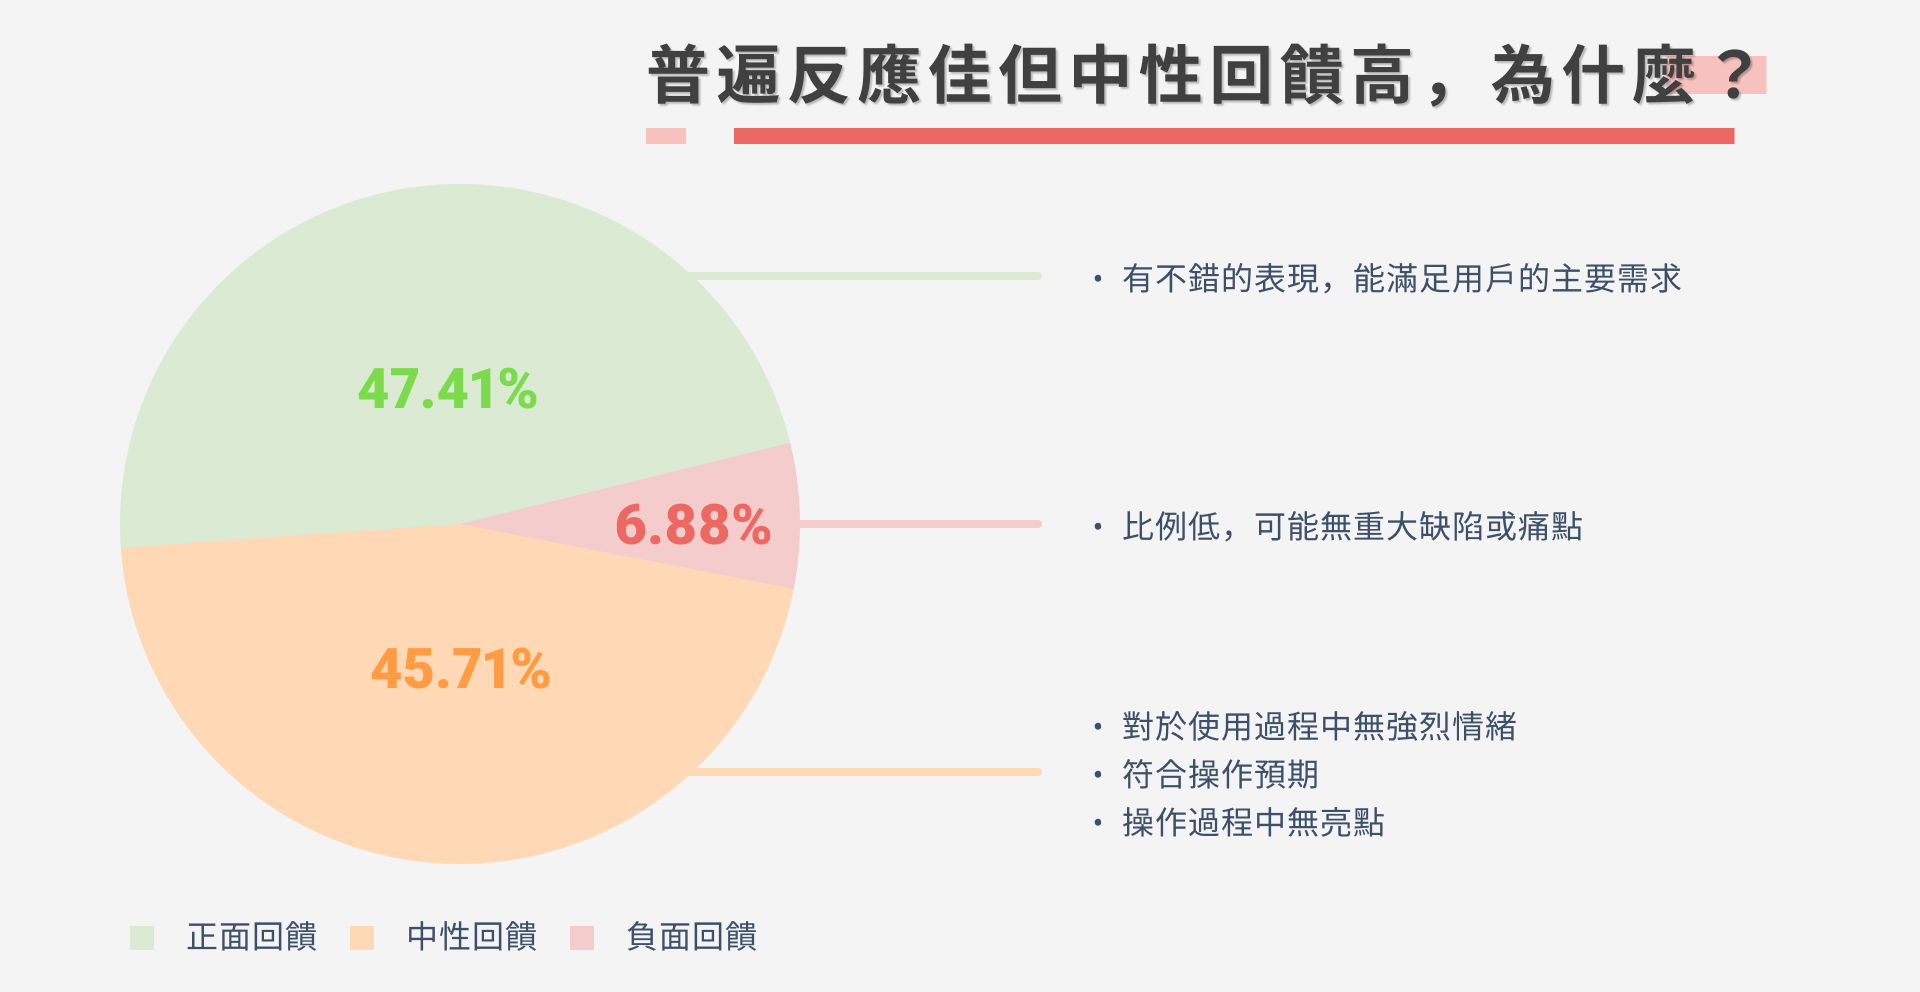 普遍反應佳但中性回饋高，為什麼？
47.41%
・有不錯的表現，能滿足用戶的主要需求
6.88%
・比例低，可能無重大缺陷或痛點
45.71%
・對於使用過程中無強烈情緒
・符合操作預期
・操作過程中無亮點
正面回饋 中性回饋 負面回饋